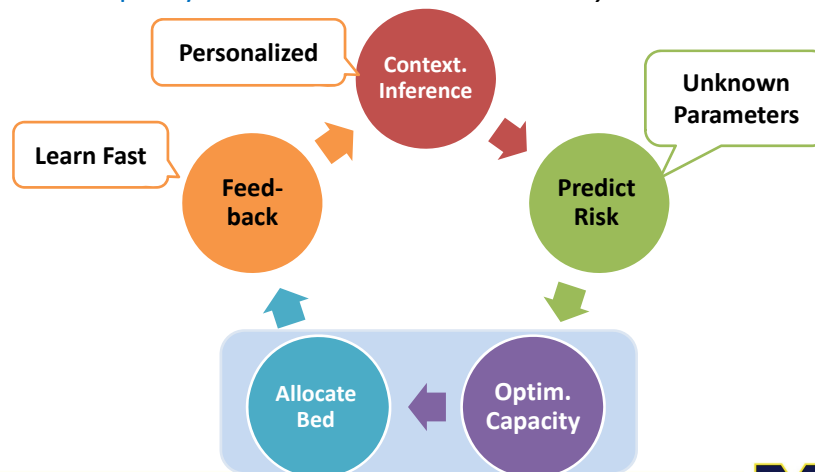 Personalized
Context.
Inference
Unknown
Parameters
Learn Fast
Feed-
back
Predict
Risk
Allocate
Bed
Optim.
Capacity